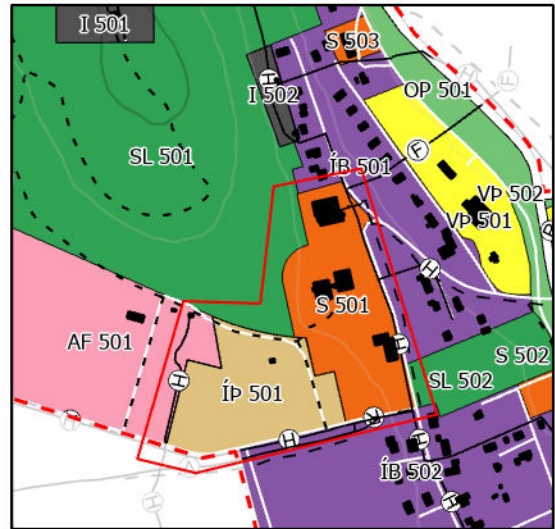 I 501
S 503
I 502
OP 501
SL 501
ÍB 501
F
F
H
VÞ 502
VÞ 501
H
S 501
AF 501
S 502
SL 502
H
ÍÞ 501
H
H
H
ÍB 502
H
H